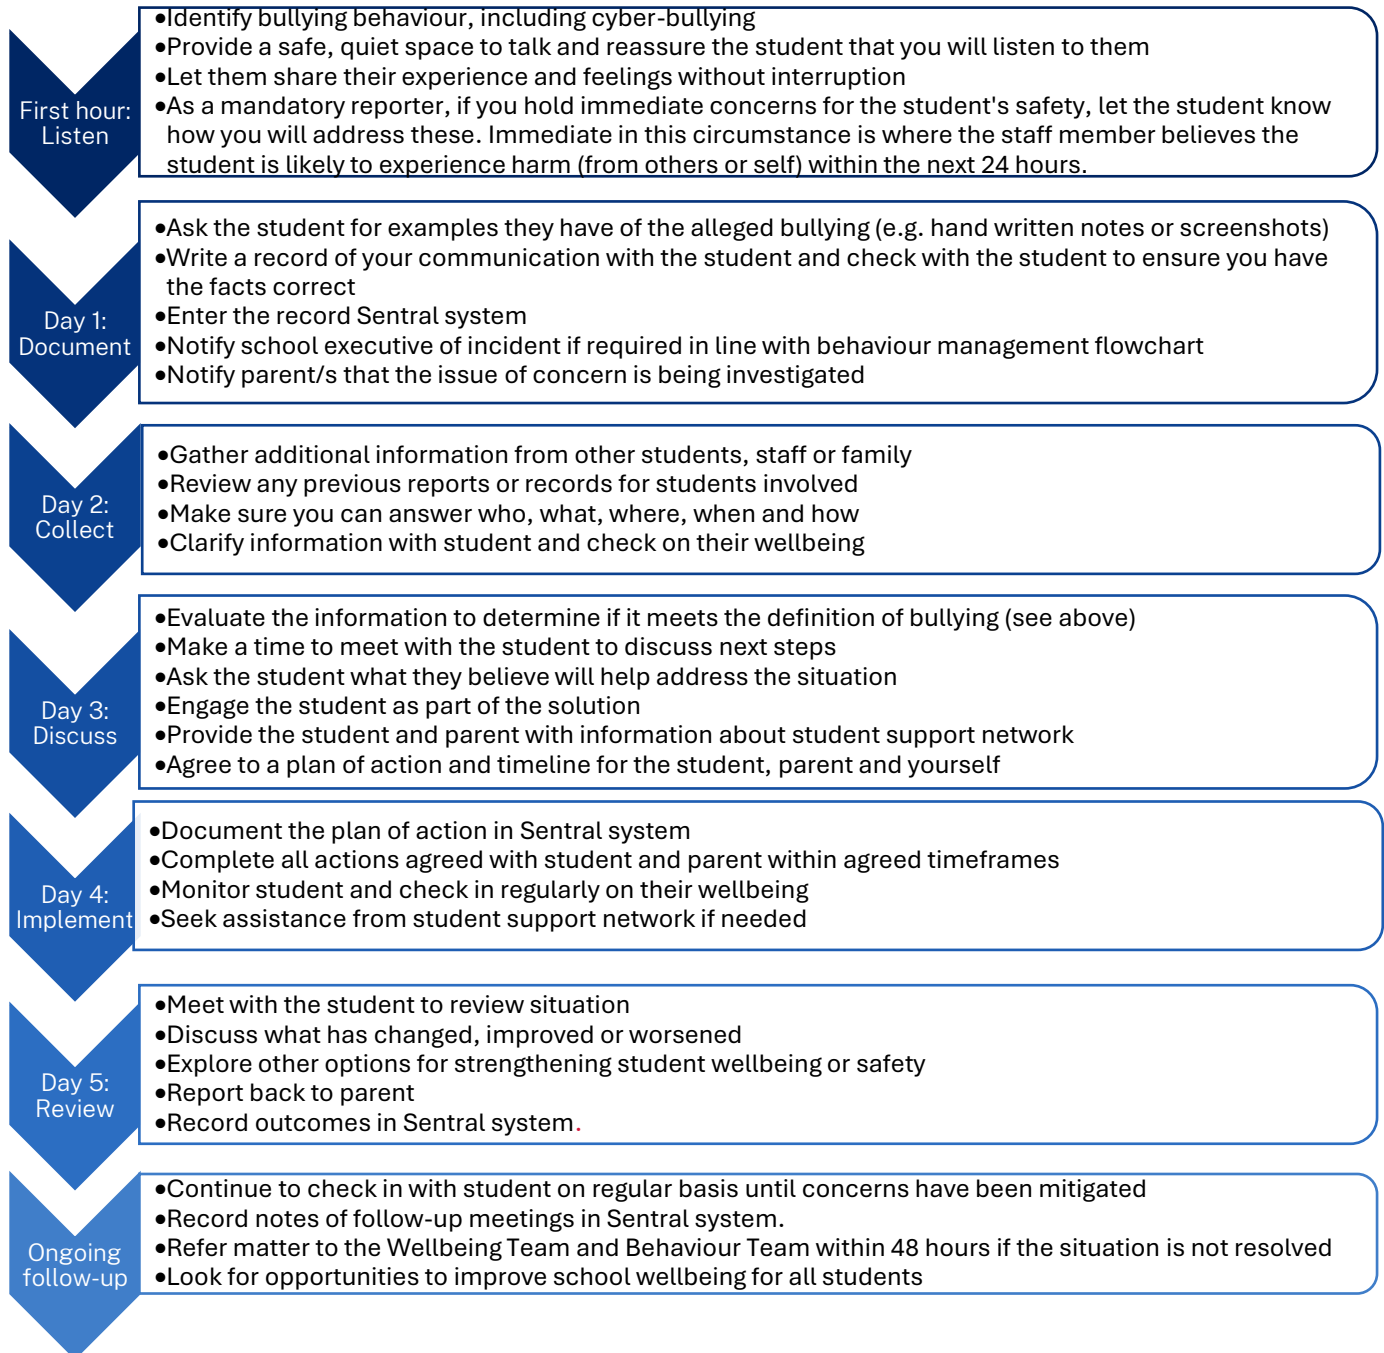 First hour:
Listen
•Identify bullying behaviour, including cyber-bullying
•Provide a safe, quiet space to talk and reassure the student that you will listen to them
•Let them share their experience and feelings without interruption
•As a mandatory reporter, if you hold immediate concerns for the student's safety, let the student know
how you will address these. Immediate in this circumstance is where the staff member believes the
student is likely to experience harm (from others or self) within the next 24 hours.
Day 1:
Document
•Ask the student for examples they have of the alleged bullying (e.g. hand written notes or screenshots)
•Write a record of your communication with the student and check with the student to ensure you have
the facts correct
•Enter the record Sentral system
•Notify school executive of incident if required in line with behaviour management flowchart
•Notify parent/s that the issue of concern is being investigated
Day 2:
Collect
•Gather additional information from other students, staff or family
•Review any previous reports or records for students involved
•Make sure you can answer who, what, where, when and how
•Clarify information with student and check on their wellbeing
Day 3:
Discuss
•Evaluate the information to determine if it meets the definition of bullying (see above)
•Make a time to meet with the student to discuss next steps
•Ask the student what they believe will help address the situation
•Engage the student as part of the solution
•Provide the student and parent with information about student support network
•Agree to a plan of action and timeline for the student, parent and yourself
Day 4:
Implement
•Document the plan of action in Sentral system
•Complete all actions agreed with student and parent within agreed timeframes
•Monitor student and check in regularly on their wellbeing
•Seek assistance from student support network if needed
Day 5:
Review
•Meet with the student to review situation
•Discuss what has changed, improved or worsened
•Explore other options for strengthening student wellbeing or safety
•Report back to parent
•Record outcomes in Sentral system.
Ongoing
follow-up
•Continue to check in with student on regular basis until concerns have been mitigated
•Record notes of follow-up meetings in Sentral system.
•Refer matter to the Wellbeing Team and Behaviour Team within 48 hours if the situation is not resolved
•Look for opportunities to improve school wellbeing for all students